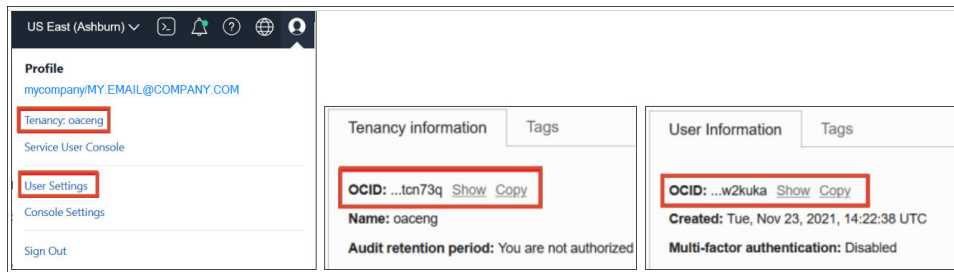 US East (Ashburn)
Profile
mycompany/MY.EMAIL@COMPANY.COM
Tenancy: oaceng
Service User Console
User Settings
Console Settings
Sign Out
Tenancy information Tags
OCID: ...tcn73q Show Copy
Name: oaceng
Audit retention period: You are not authorized
User Information Tags
OCID: ...w2kuka Show Copy
Created: Tue, Nov 23, 2021, 14:22:38 UTC
Multi-factor authentication: Disabled